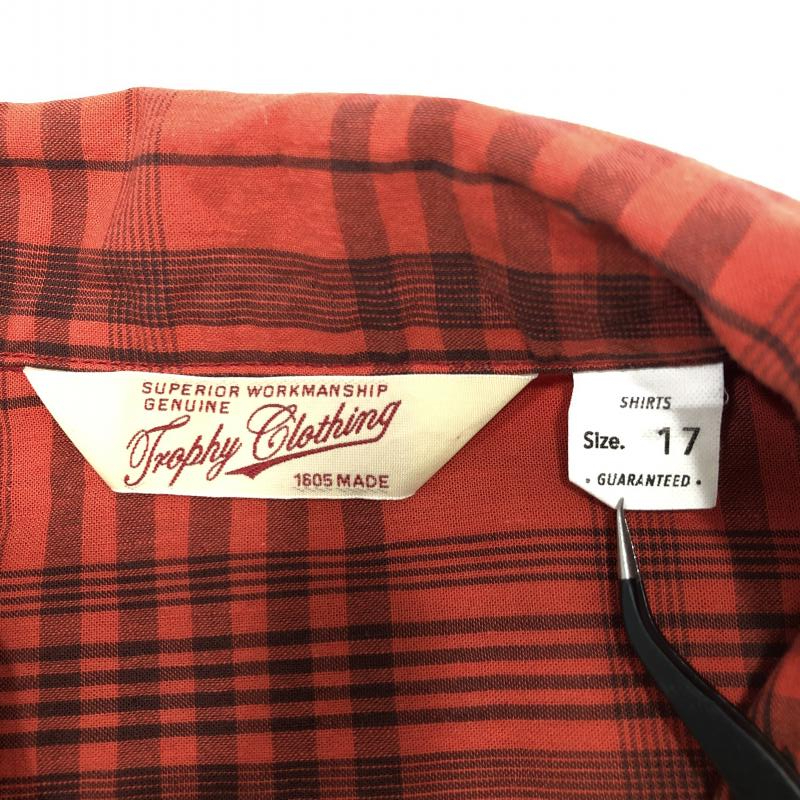 SUPERIOR WORKMANSHIP
GENUINE
Trophy Clothing
1605 MADE
SHIRTS
Size. 17
• GUARANTEED •